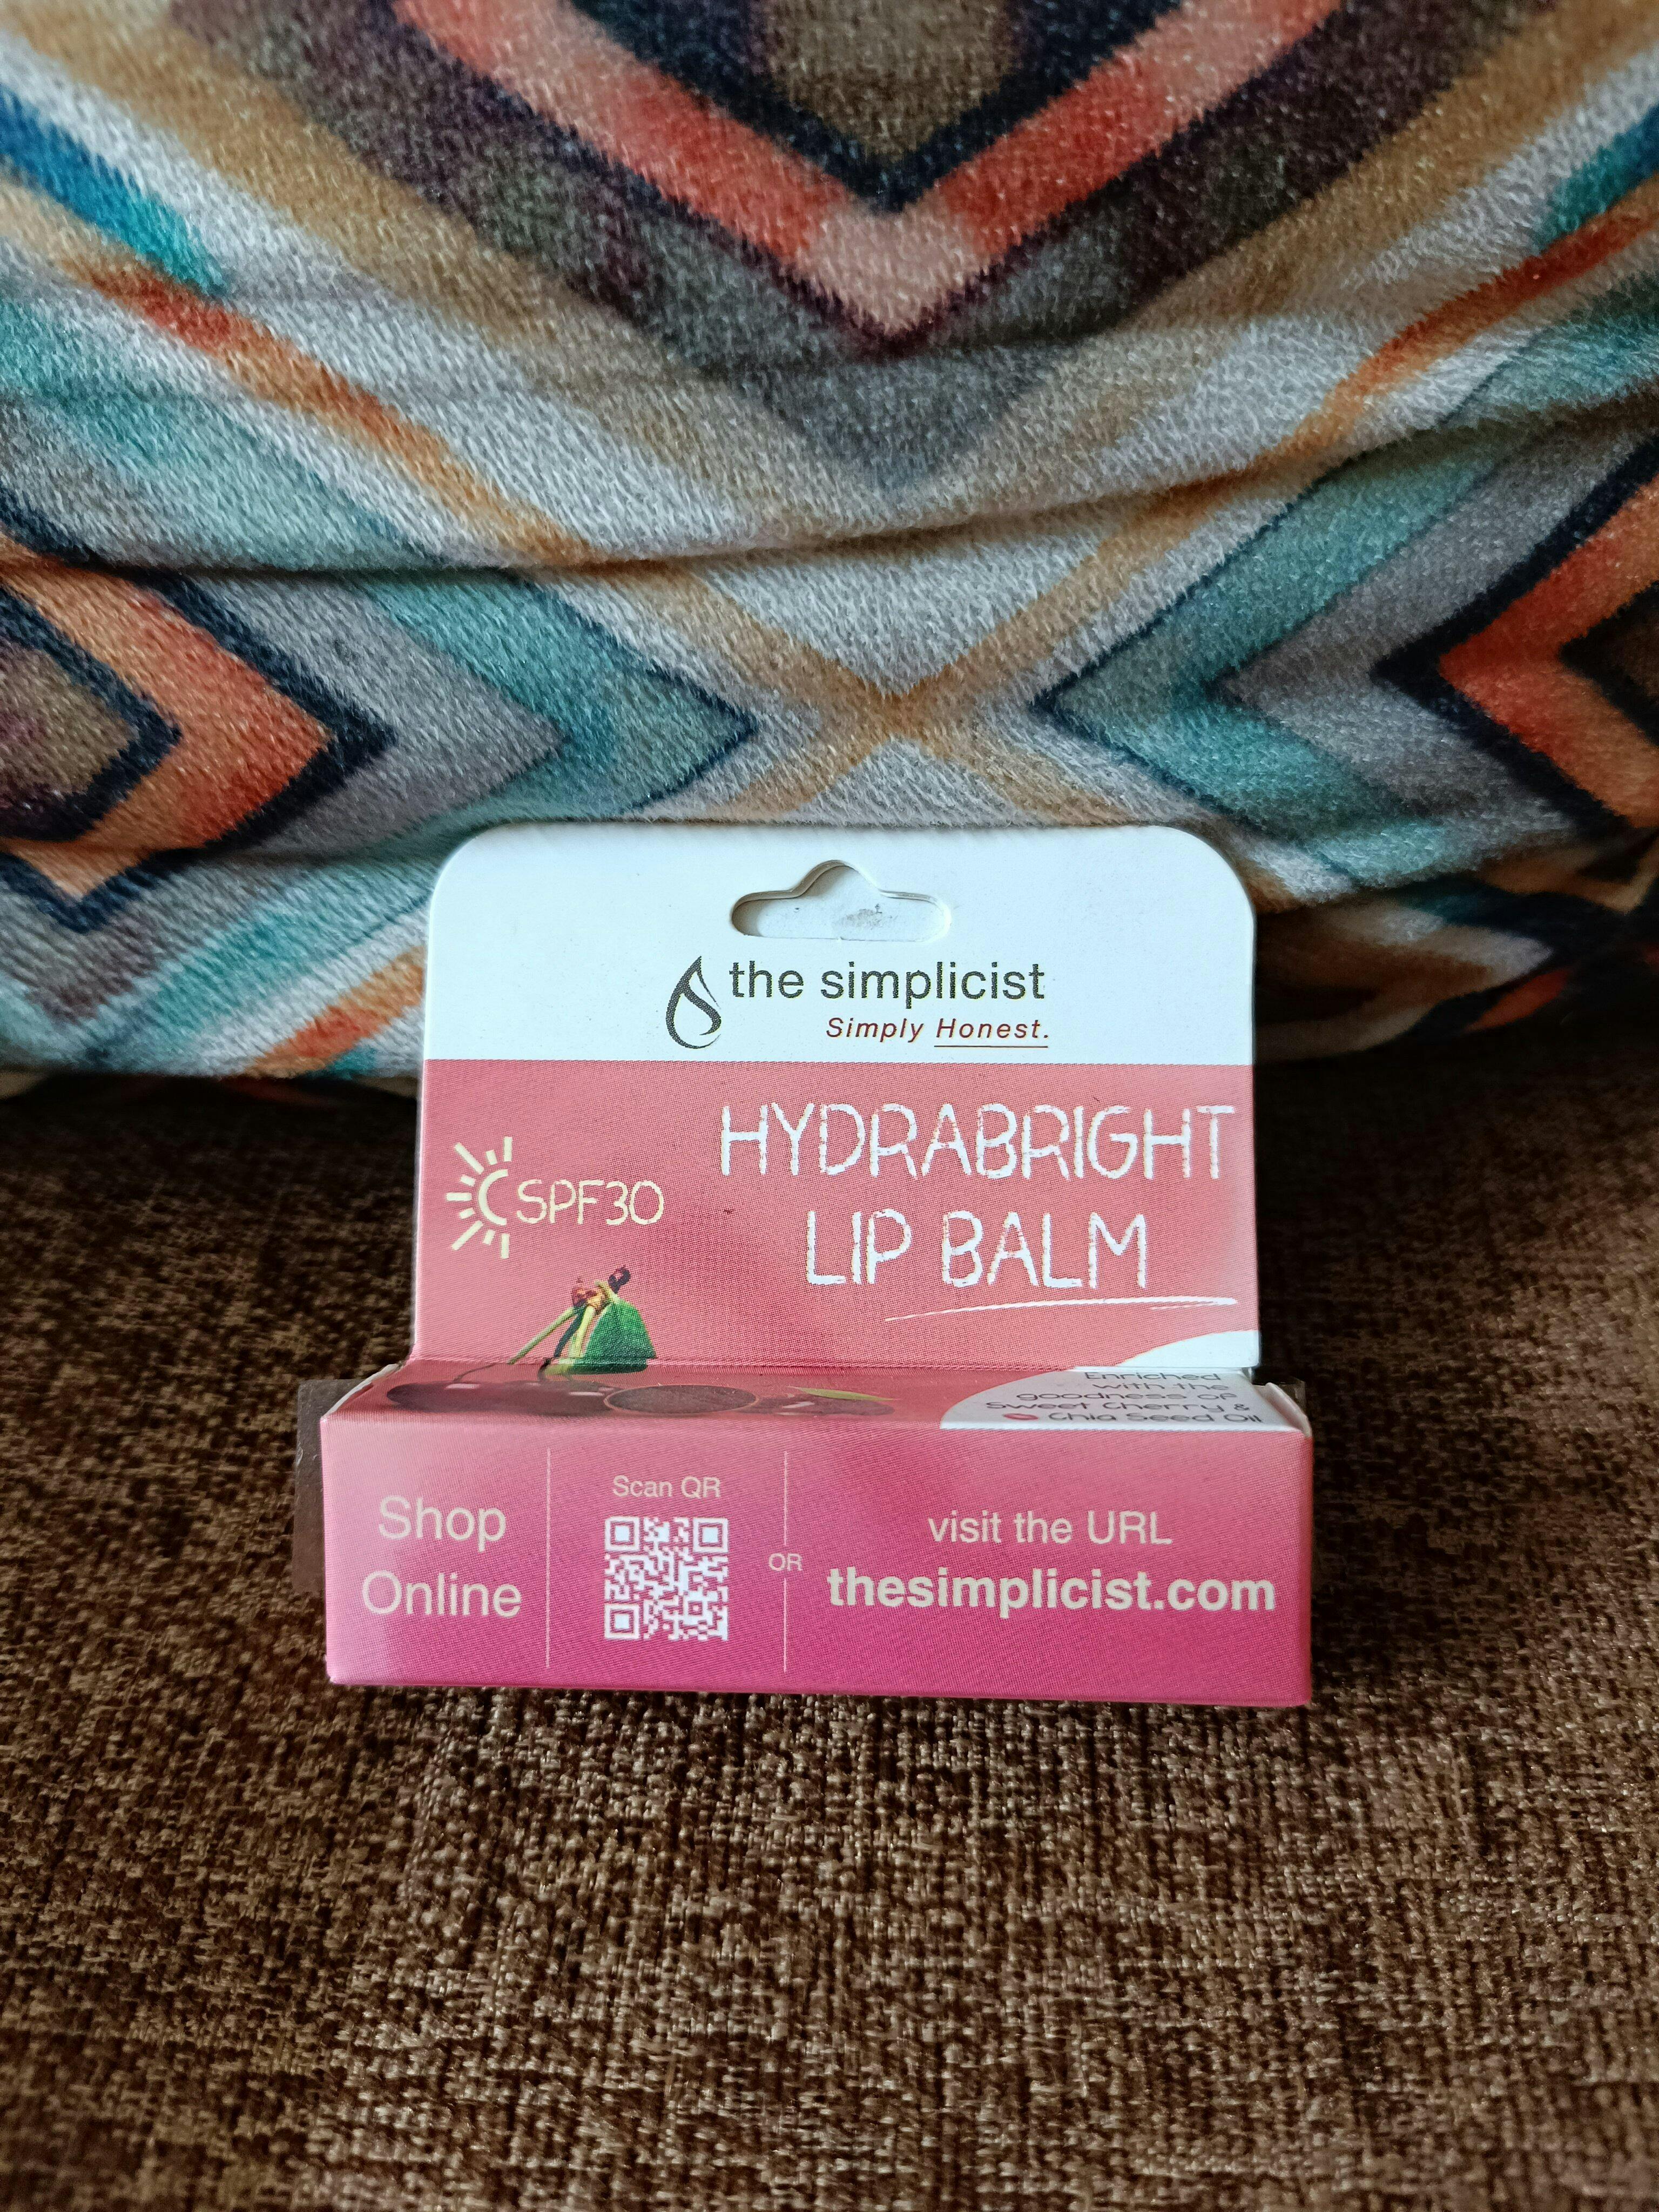 the simplicist
Simply Honest.
HYDRABRIGHT
LIP BALM
SPF30
Enriched
with the
goodness of
Sweet Cherry &
Chia Seed Oil
Shop
Online
Scan QR
OR
visit the URL
thesimplicist.com